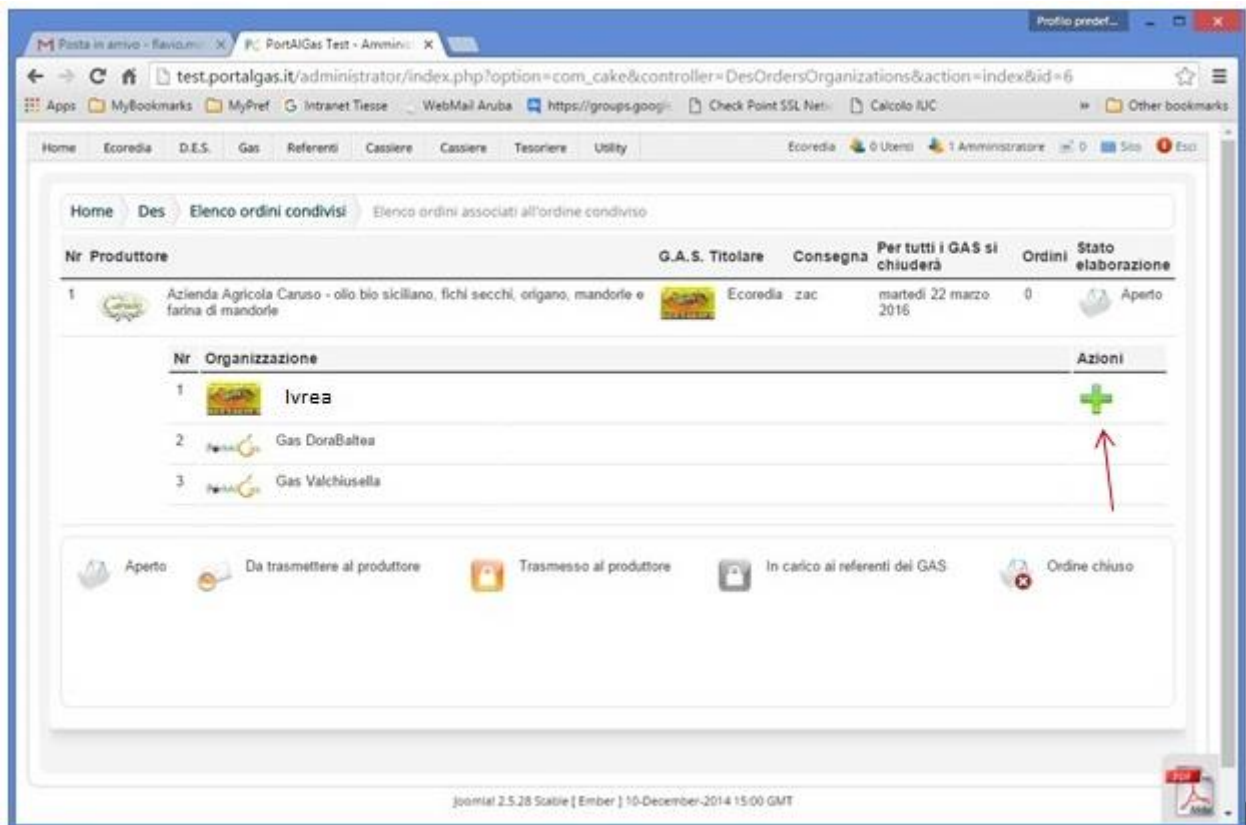 Profilo predef...
Posta in arrivo - flavio.m
PortAlGas Test - Ammini
test.portalgas.it/administrator/index.php?option=com_cake&controller=DesOrdersOrganizations&action=index&id=6
Apps MyBookmarks MyPref Intranet Tiesse WebMail Aruba https://groups.googl Check Point SSL Net Calcolo IUC » Other bookmarks
Home Ecoredia D.E.S. Gas Referenti Cassiere Cassiere Tesoriere Utility Ecoredia 0 Utenti 1 Amministratore 0 Sito Esci
Home Des Elenco ordini condivisi Elenco ordini associati all'ordine condiviso
Nr Produttore G.A.S. Titolare Consegna Per tutti i GAS si chiuderà Ordini Stato elaborazione
1 Azienda Agricola Caruso - olio bio siciliano, fichi secchi, origano, mandorle e farina di mandorle Ecoredia zac martedì 22 marzo 2016 0 Aperto
Nr Organizzazione Azioni
1 Ivrea
2 Gas DoraBaltea
3 Gas Valchiusella
Aperto Da trasmettere al produttore Trasmesso al produttore In carico ai referenti dei GAS Ordine chiuso
Joomla! 2.5.28 Stable [ Ember ] 10-December-2014 15:00 GMT
PDF